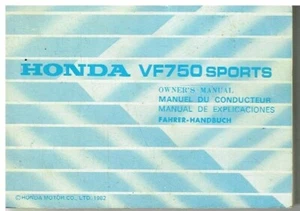 HONDA VF750 SPORTS
OWNER'S MANUAL
MANUEL DU CONDUCTEUR
MANUAL DE EXPLICACIONES
FAHRER-HANDBUCH
© HONDA MOTOR CO., LTD. 1982